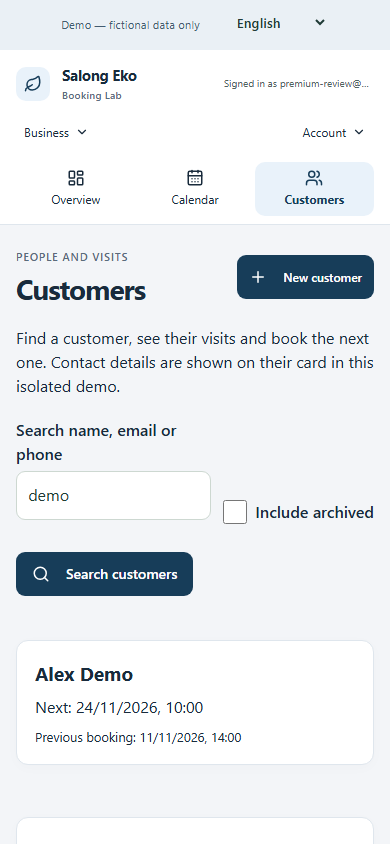 Demo — fictional data only
English
Salong Eko
Booking Lab
Signed in as premium-review@...
Business
Account
Overview
Calendar
Customers
PEOPLE AND VISITS
Customers
New customer
Find a customer, see their visits and book the next
one. Contact details are shown on their card in this
isolated demo.
Search name, email or
phone
demo
Include archived
Search customers
Alex Demo
Next: 24/11/2026, 10:00
Previous booking: 11/11/2026, 14:00